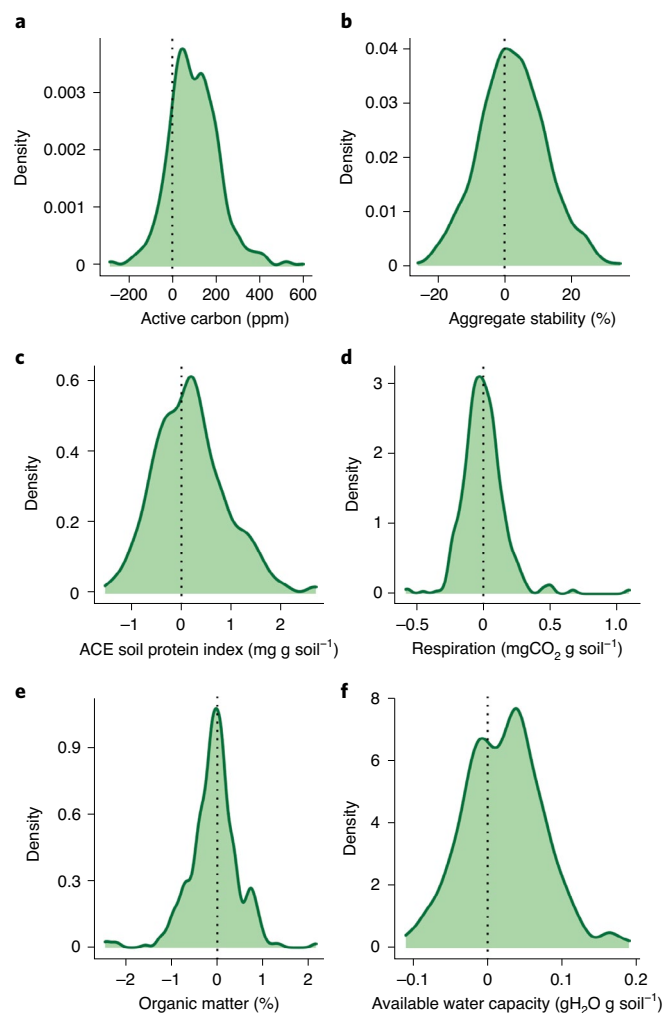 a
0.003
0.002
0.001
0
Density
−200 0 200 400 600
Active carbon (ppm)
b
0.04
0.03
0.02
0.01
0
Density
−20 0 20
Aggregate stability (%)
c
0.6
0.4
0.2
0
Density
−1 0 1 2
ACE soil protein index (mg g soil⁻¹)
d
3
2
1
0
Density
−0.5 0 0.5 1.0
Respiration (mgCO₂ g soil⁻¹)
e
0.9
0.6
0.3
0
Density
−2 −1 0 1 2
Organic matter (%)
f
8
6
4
2
0
Density
−0.1 0 0.1 0.2
Available water capacity (gH₂O g soil⁻¹)